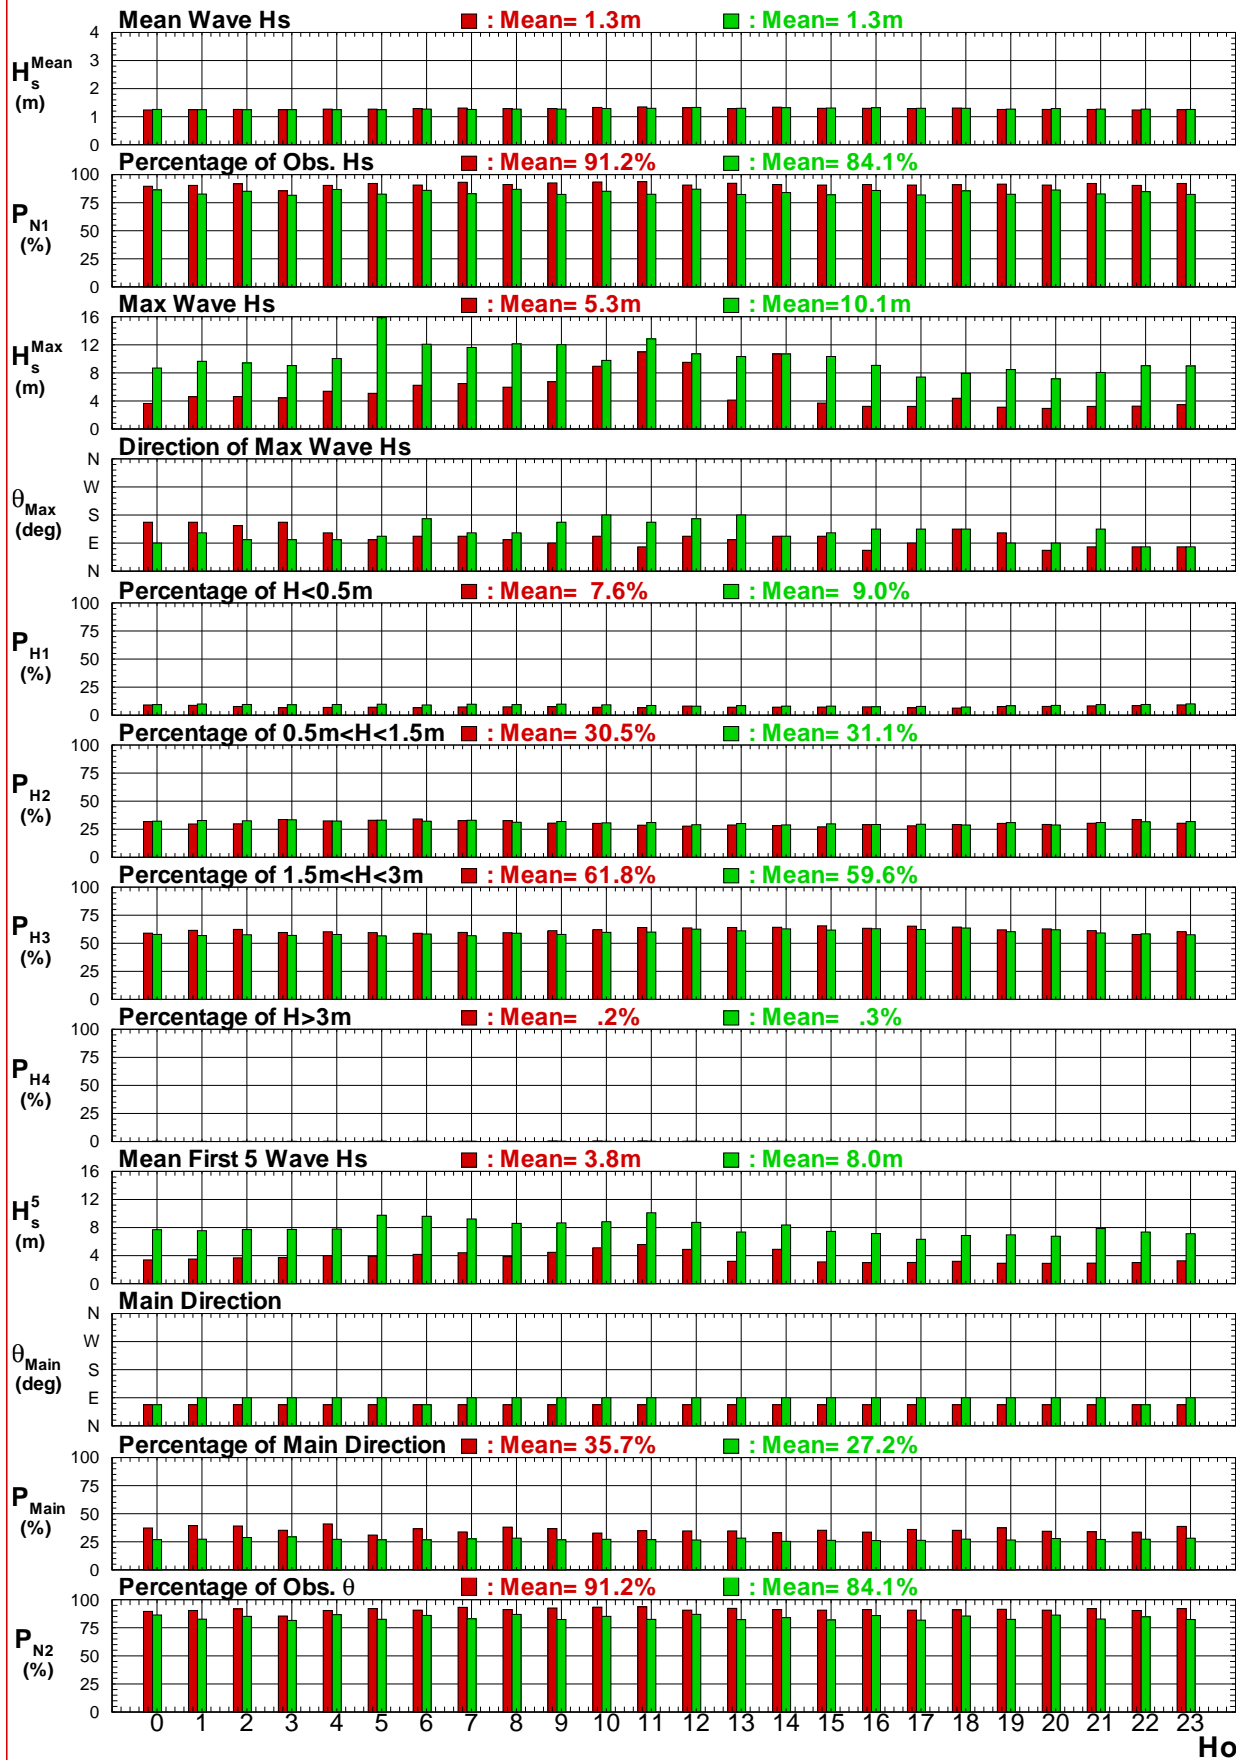 Mean Wave Hs : Mean= 1.3m : Mean= 1.3m
4
3
2
1
0
H_s^Mean
(m)
Percentage of Obs. Hs : Mean= 91.2% : Mean= 84.1%
100
75
50
25
0
P_N1
(%)
Max Wave Hs : Mean= 5.3m : Mean=10.1m
16
12
8
4
0
H_s^Max
(m)
Direction of Max Wave Hs
N
W
S
E
N
θ_Max
(deg)
Percentage of H<0.5m : Mean= 7.6% : Mean= 9.0%
100
75
50
25
0
P_H1
(%)
Percentage of 0.5m<H<1.5m : Mean= 30.5% : Mean= 31.1%
100
75
50
25
0
P_H2
(%)
Percentage of 1.5m<H<3m : Mean= 61.8% : Mean= 59.6%
100
75
50
25
0
P_H3
(%)
Percentage of H>3m : Mean= .2% : Mean= .3%
100
75
50
25
0
P_H4
(%)
Mean First 5 Wave Hs : Mean= 3.8m : Mean= 8.0m
16
12
8
4
0
H_s^5
(m)
Main Direction
N
W
S
E
N
θ_Main
(deg)
Percentage of Main Direction : Mean= 35.7% : Mean= 27.2%
100
75
50
25
0
P_Main
(%)
Percentage of Obs. θ : Mean= 91.2% : Mean= 84.1%
100
75
50
25
0
P_N2
(%)
0 1 2 3 4 5 6 7 8 9 10 11 12 13 14 15 16 17 18 19 20 21 22 23
Ho